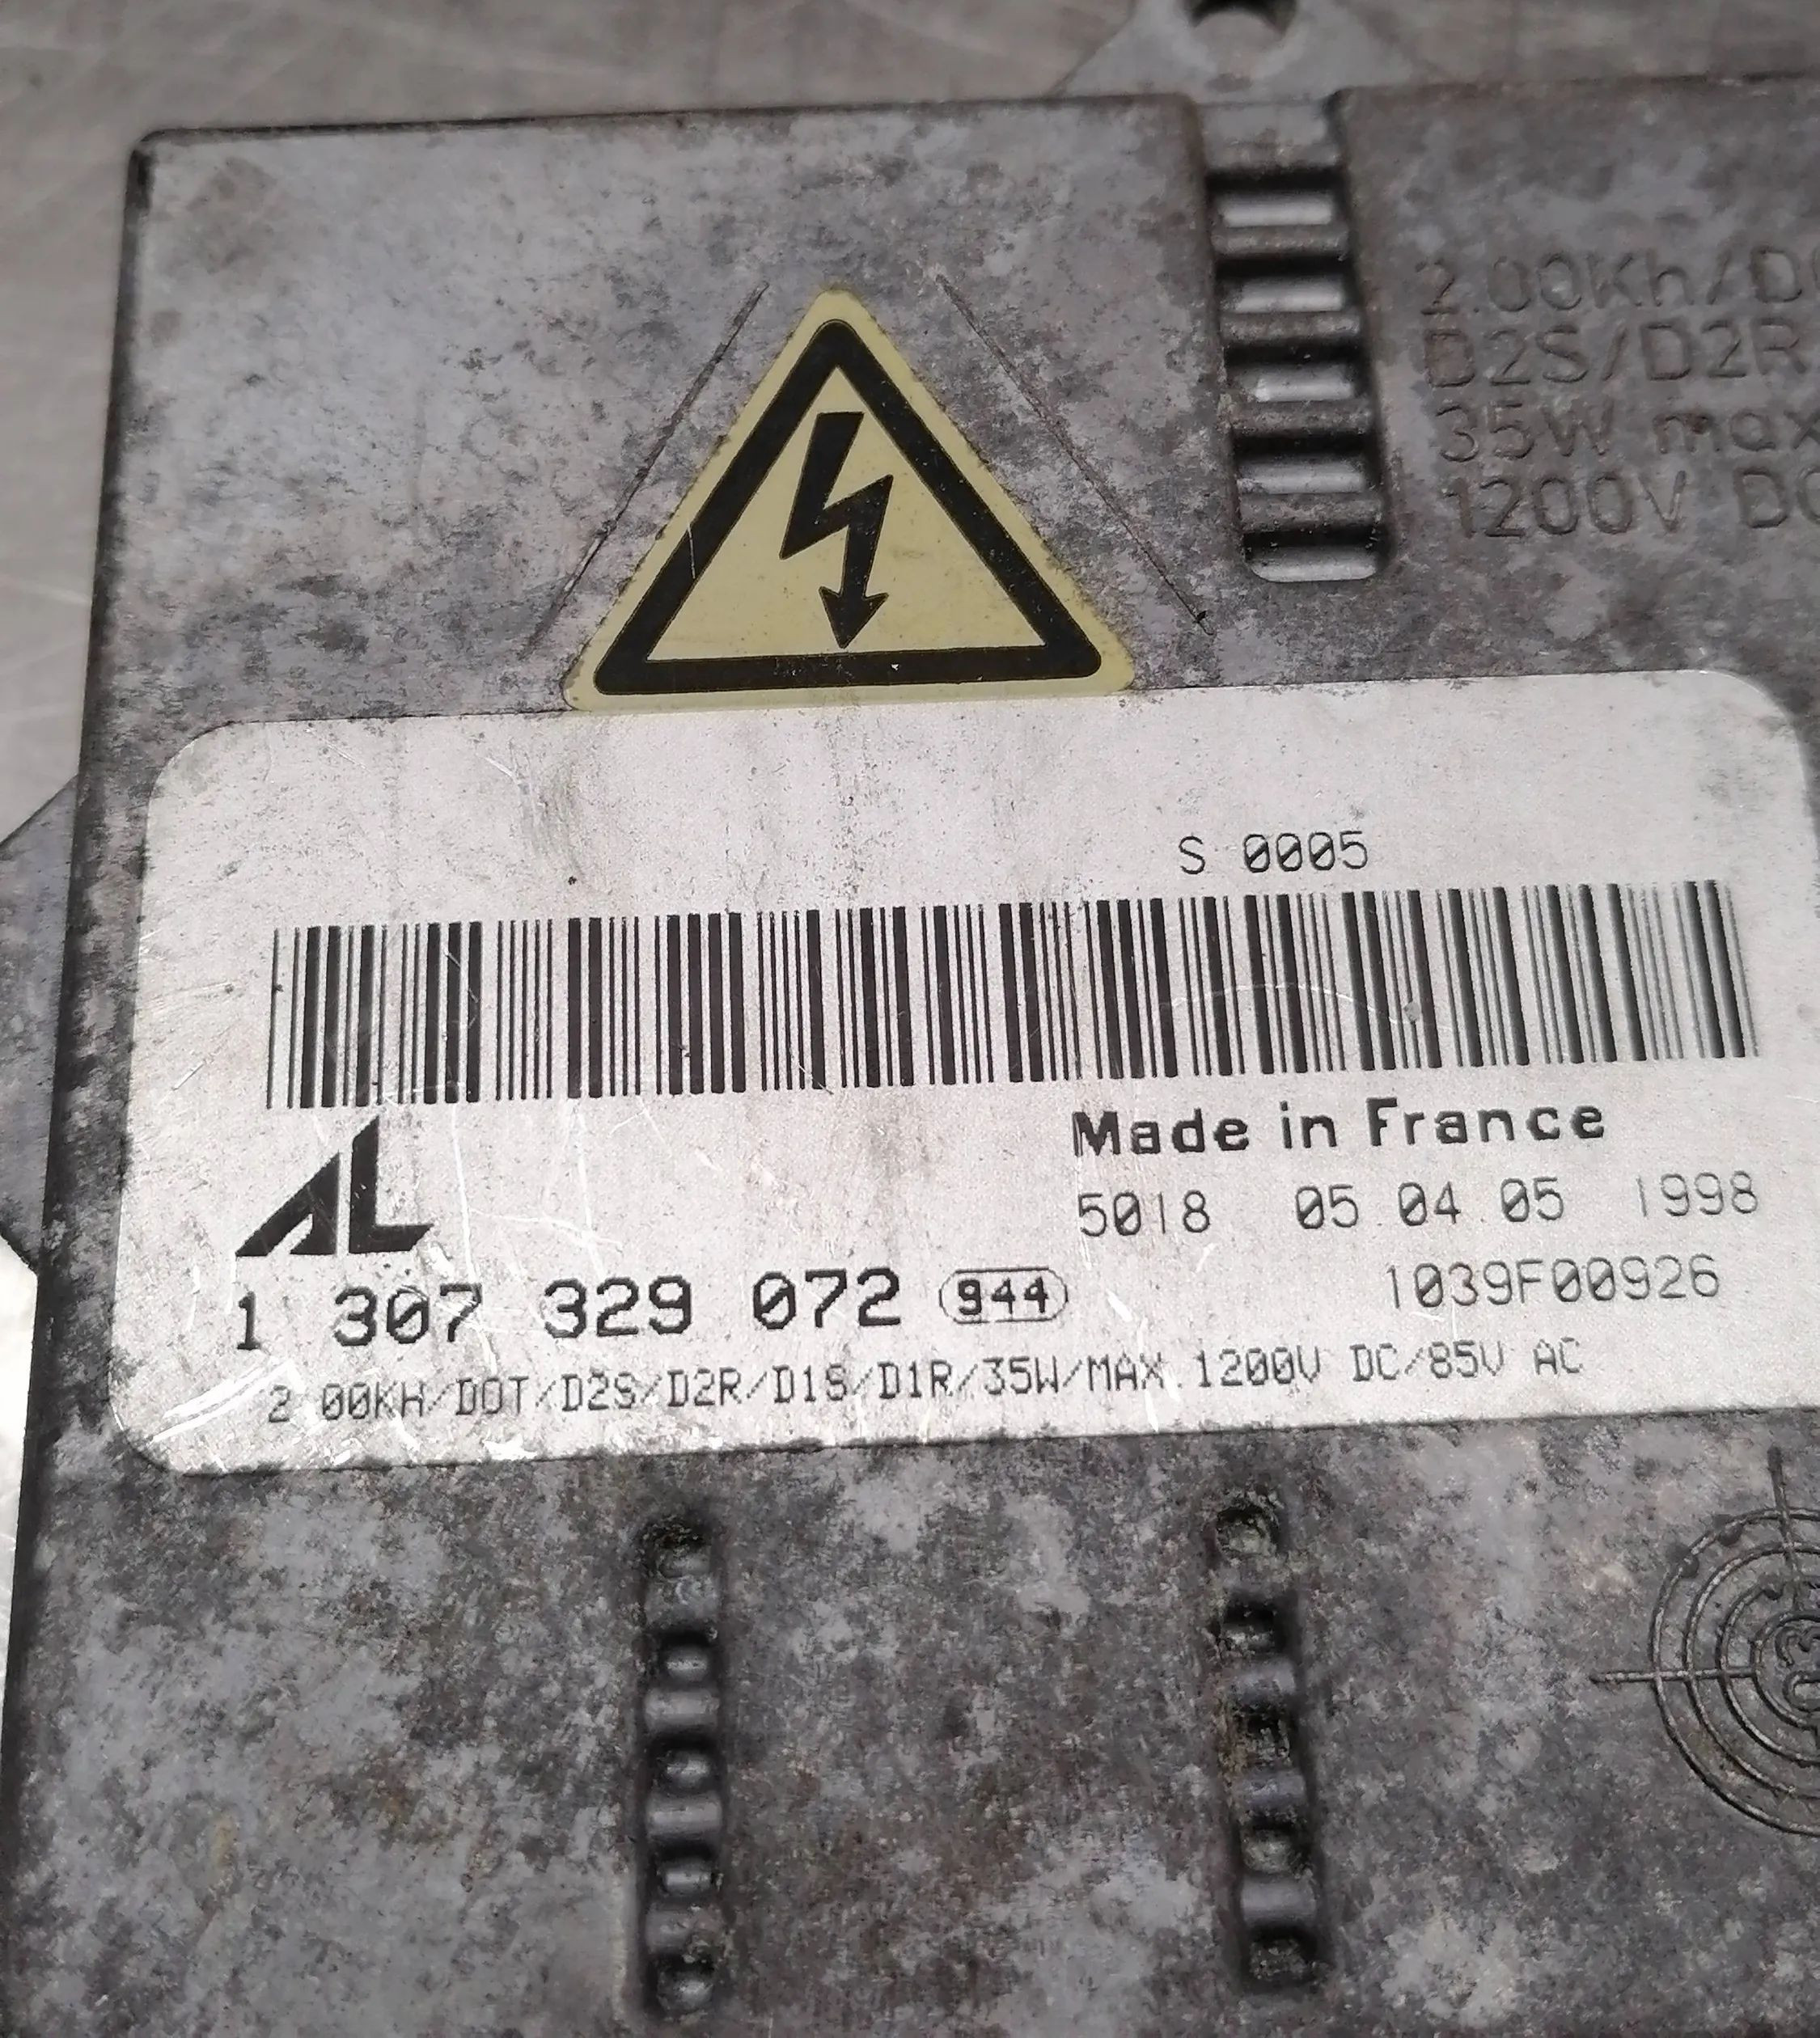 2.00Kh/
D2S/D2R
35W max
1200V
S 0005
Made in France
AL
5018 05 04 05 1998
1 307 329 072 944 1039F00926
2 00KH/DOT/D2S/D2R/D1S/D1R/35W/MAX.1200V DC/85V AC